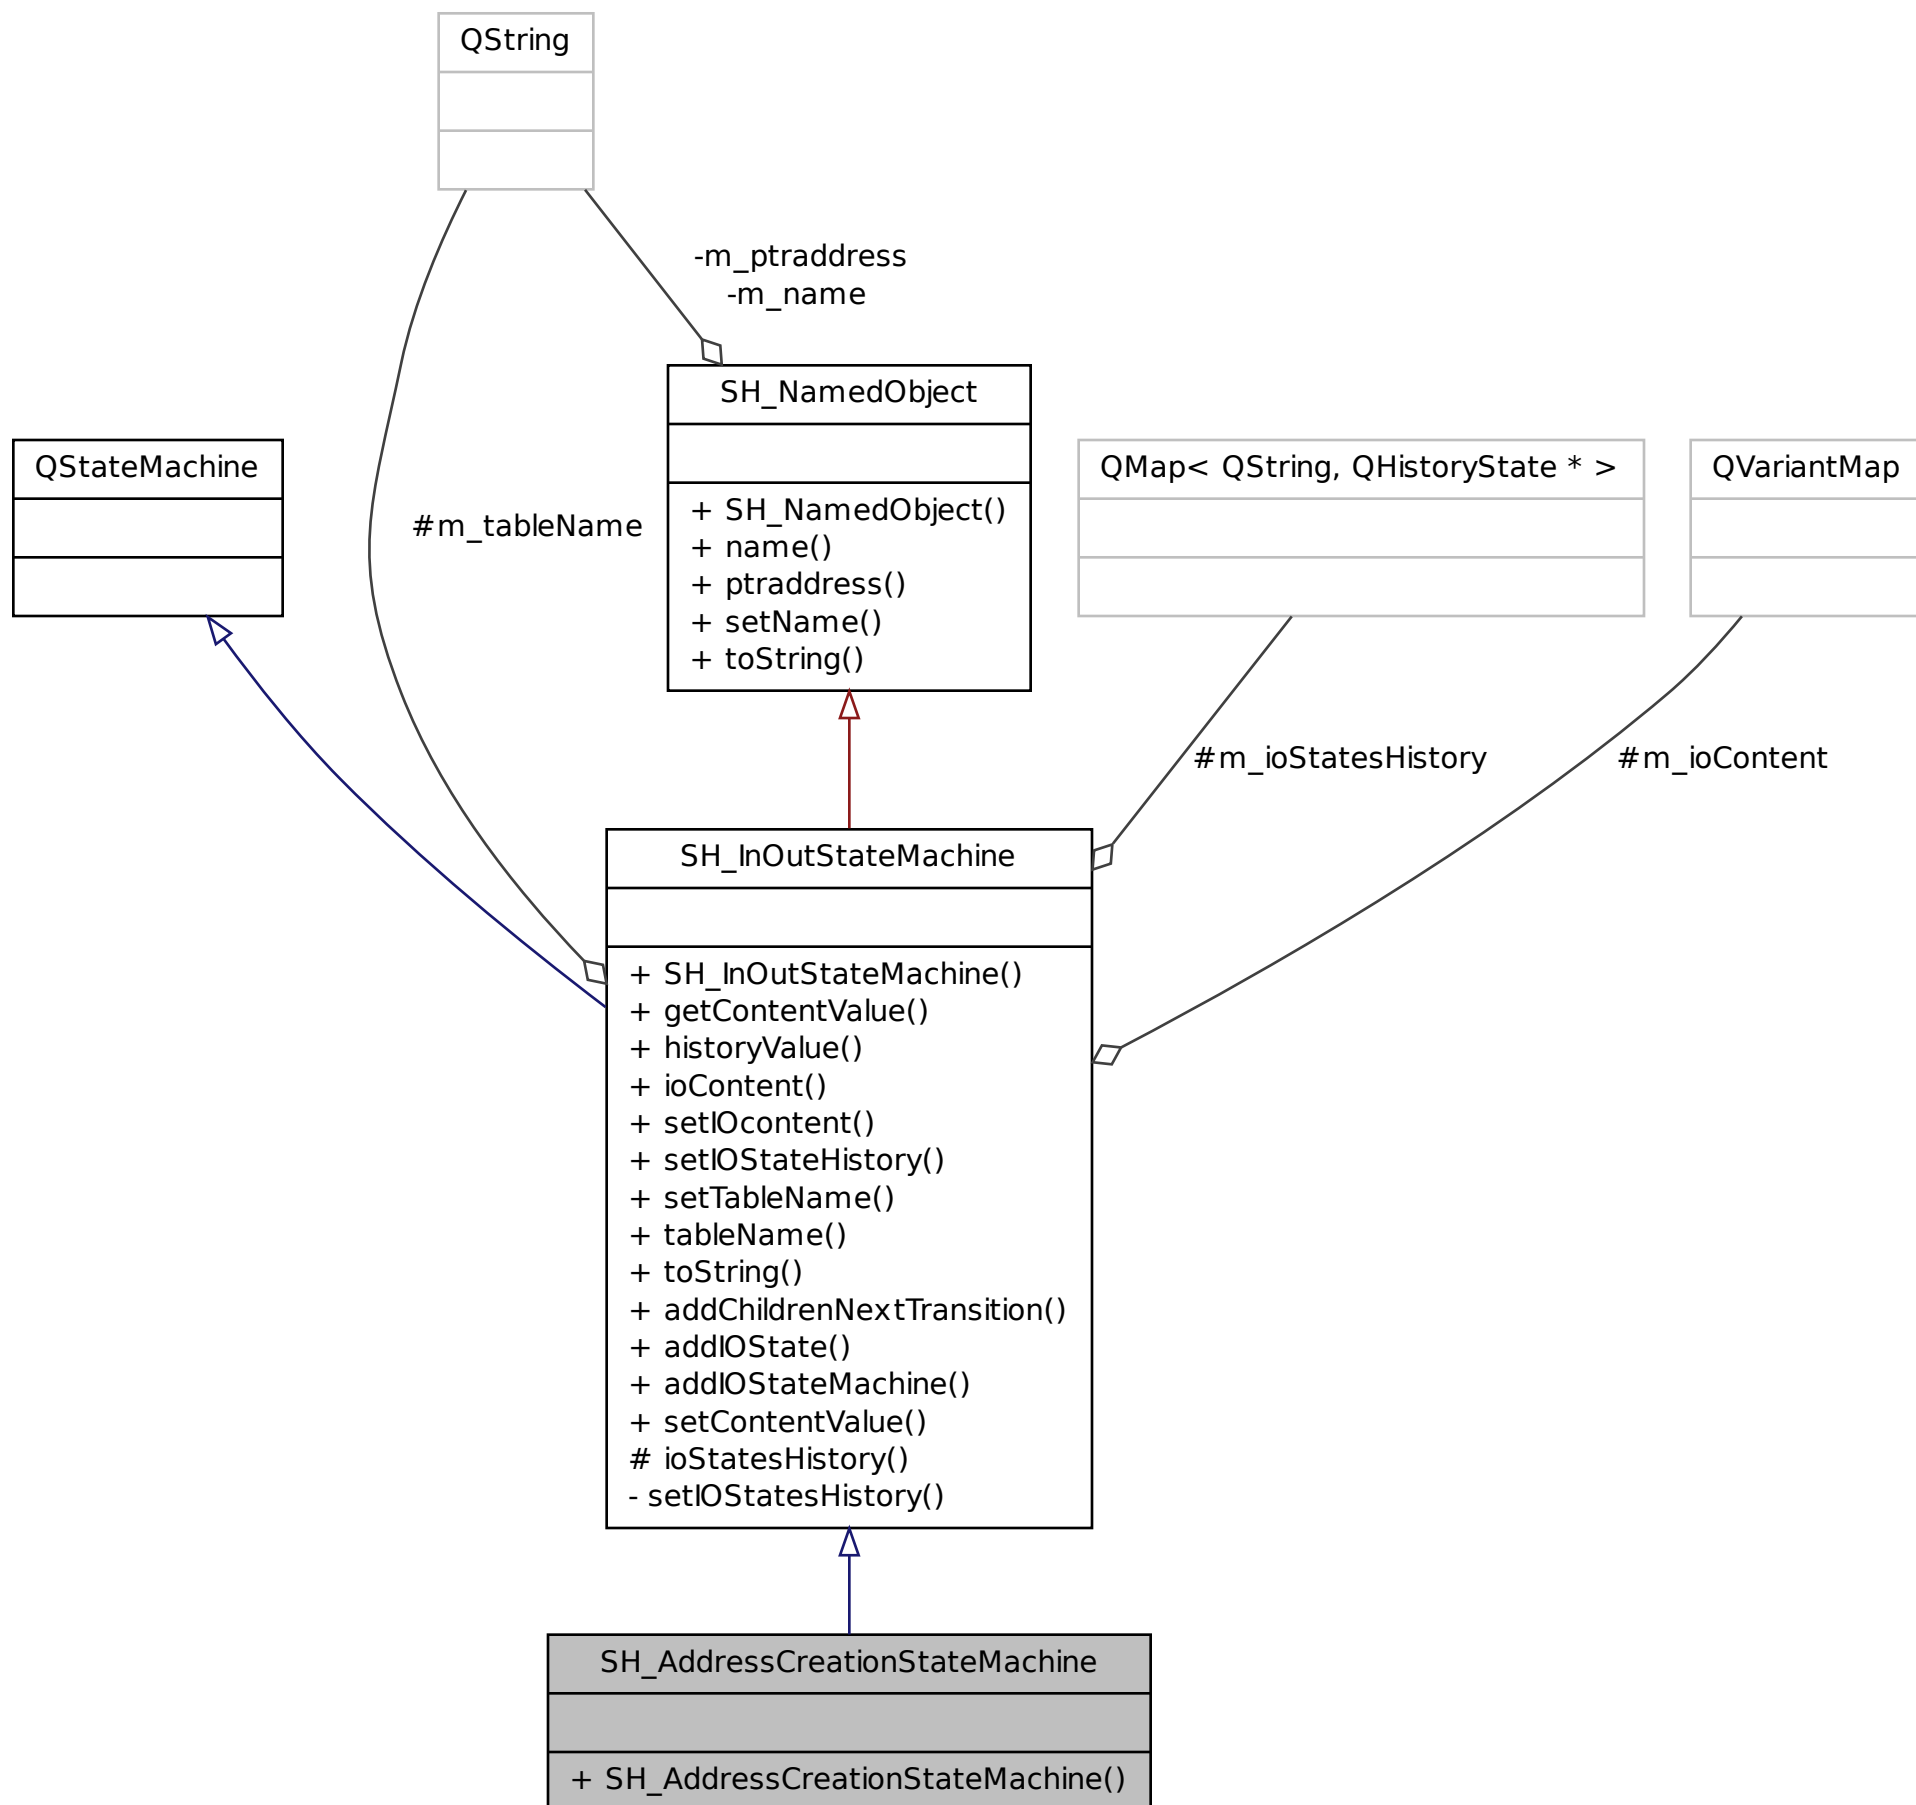 QString
-m_ptraddress
-m_name
SH_NamedObject
+ SH_NamedObject()
+ name()
+ ptraddress()
+ setName()
+ toString()
QStateMachine
#m_tableName
QMap< QString, QHistoryState * >
QVariantMap
#m_ioStatesHistory
#m_ioContent
SH_InOutStateMachine
+ SH_InOutStateMachine()
+ getContentValue()
+ historyValue()
+ ioContent()
+ setIOcontent()
+ setIOStateHistory()
+ setTableName()
+ tableName()
+ toString()
+ addChildrenNextTransition()
+ addIOState()
+ addIOStateMachine()
+ setContentValue()
# ioStatesHistory()
- setIOStatesHistory()
SH_AddressCreationStateMachine
+ SH_AddressCreationStateMachine()